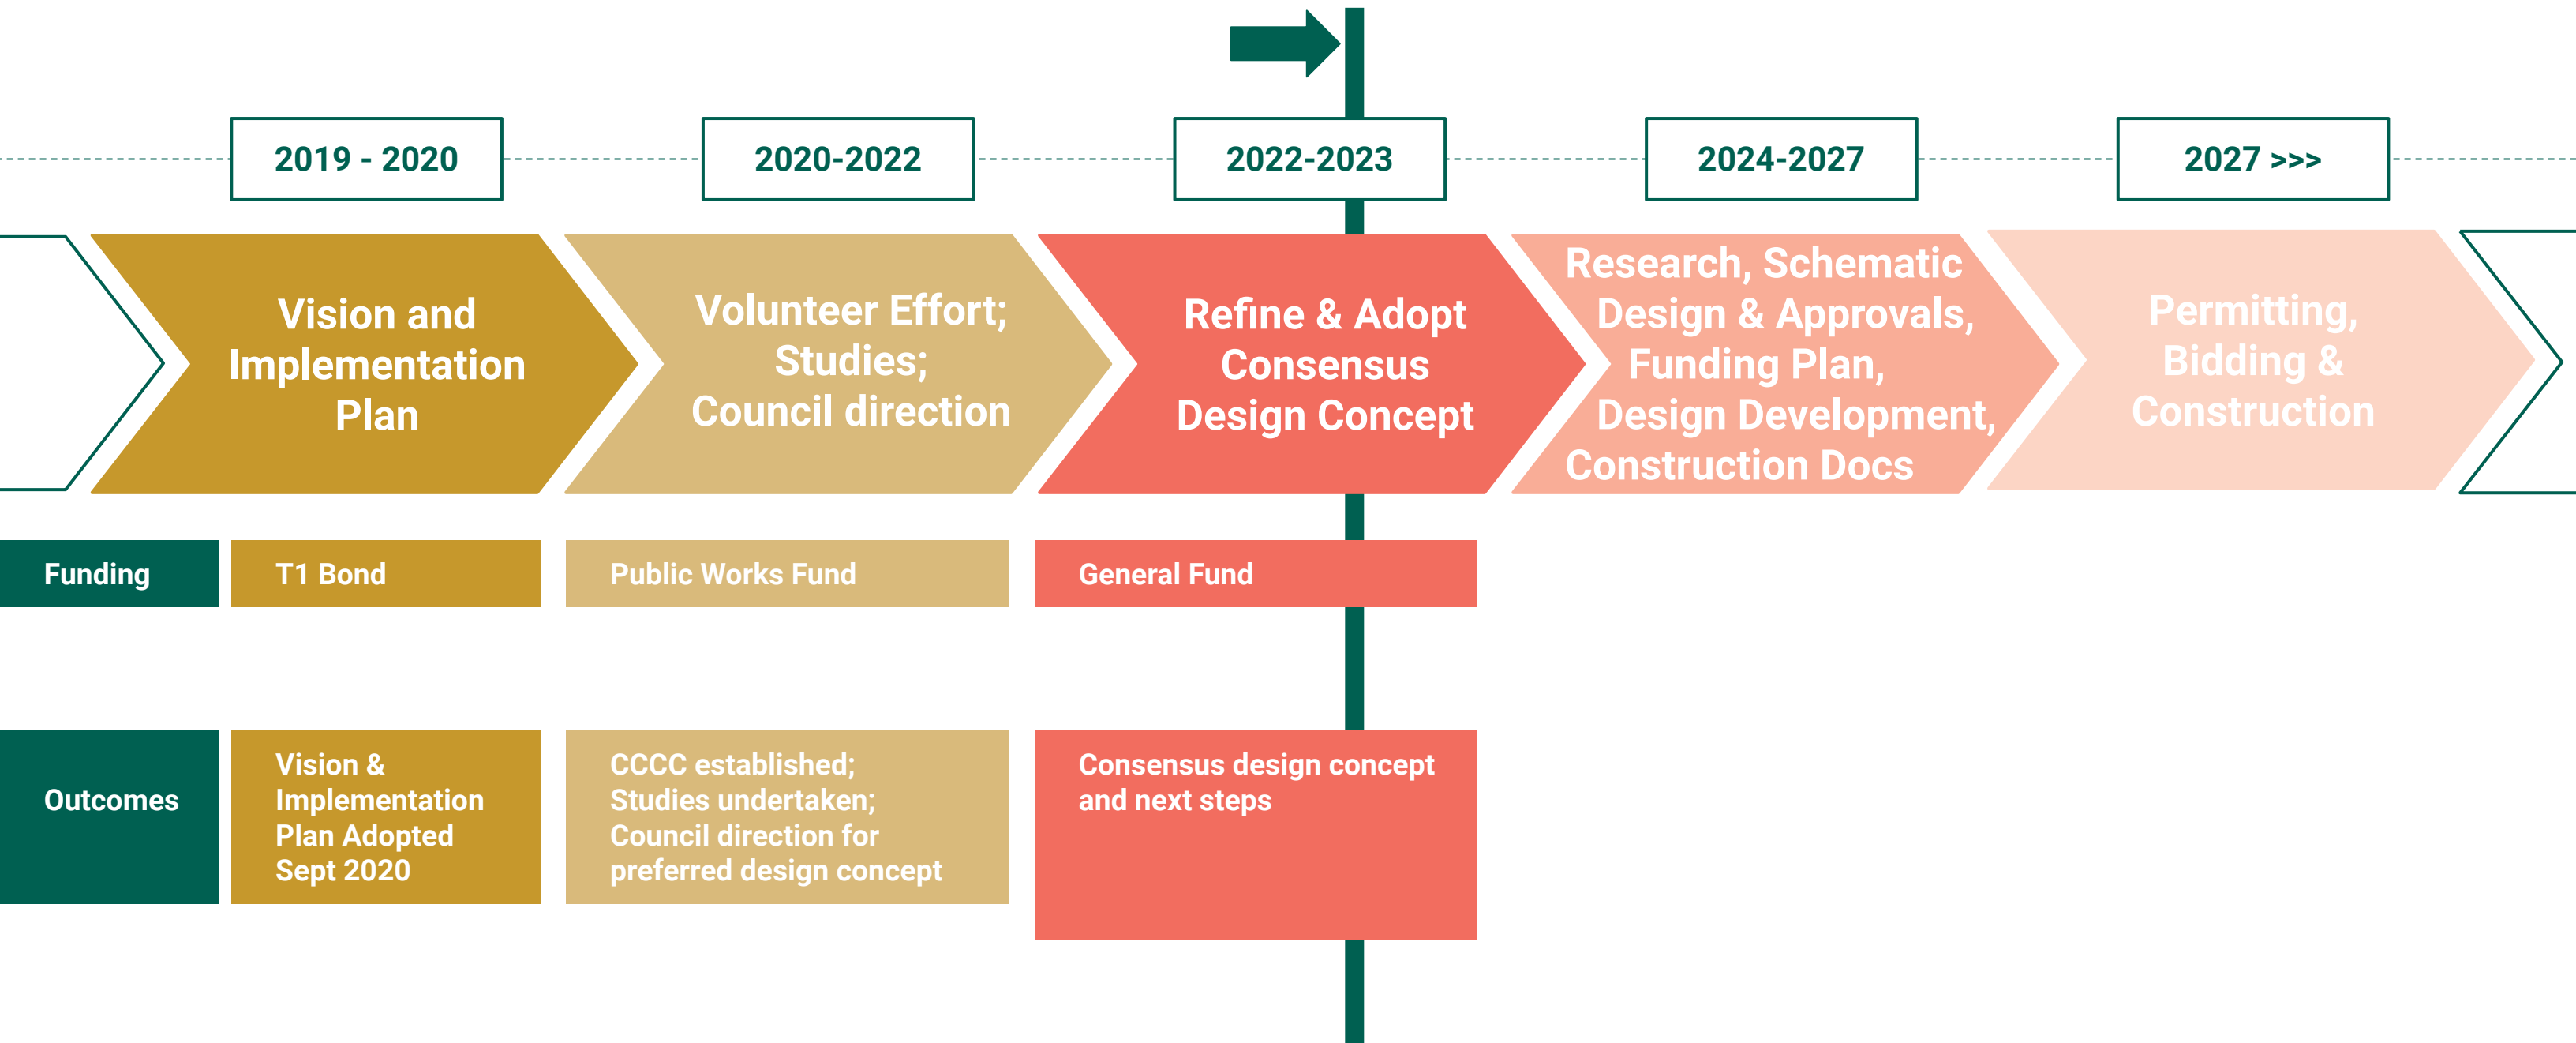 2019 - 2020
2020-2022
2022-2023
2024-2027
2027 >>>
Vision and
Implementation
Plan
Volunteer Effort;
Studies;
Council direction
Refine & Adopt
Consensus
Design Concept
Research, Schematic
Design & Approvals,
Funding Plan,
Design Development,
Construction Docs
Permitting,
Bidding &
Construction
Funding
T1 Bond
Public Works Fund
General Fund
Outcomes
Vision &
Implementation
Plan Adopted
Sept 2020
CCCC established;
Studies undertaken;
Council direction for
preferred design concept
Consensus design concept
and next steps